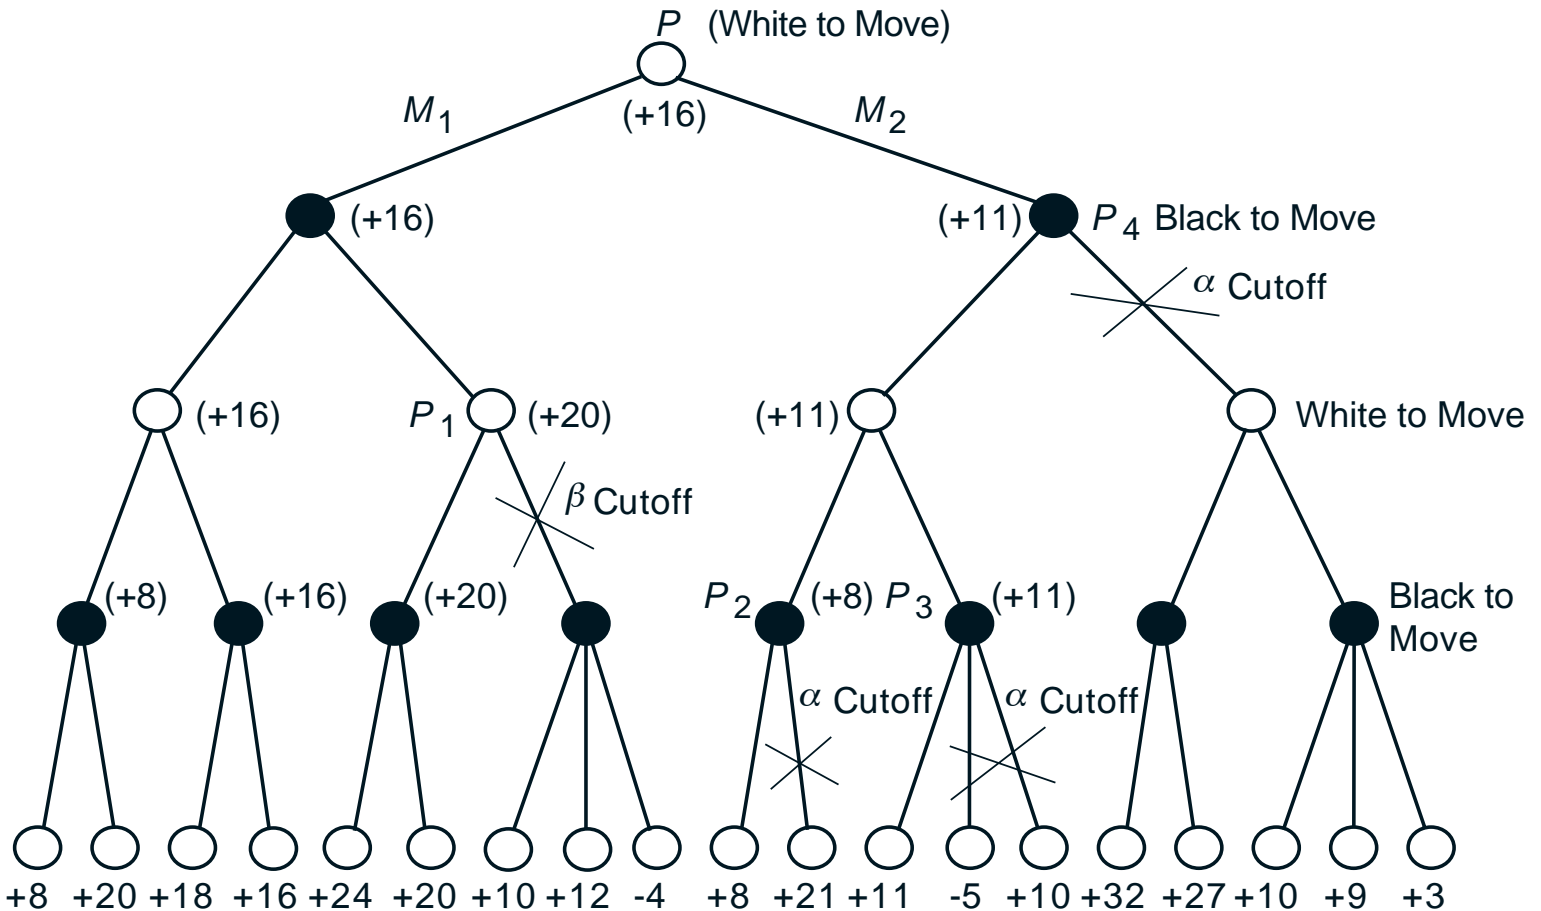 P (White to Move)
M1 (+16) M2
(+16) (+11) P4 Black to Move
α Cutoff
(+16) P1 (+20) (+11) White to Move
β Cutoff
(+8) (+16) (+20) P2 (+8) P3 (+11) Black to
Move
α Cutoff α Cutoff
+8 +20 +18 +16 +24 +20 +10 +12 -4 +8 +21 +11 -5 +10 +32 +27 +10 +9 +3